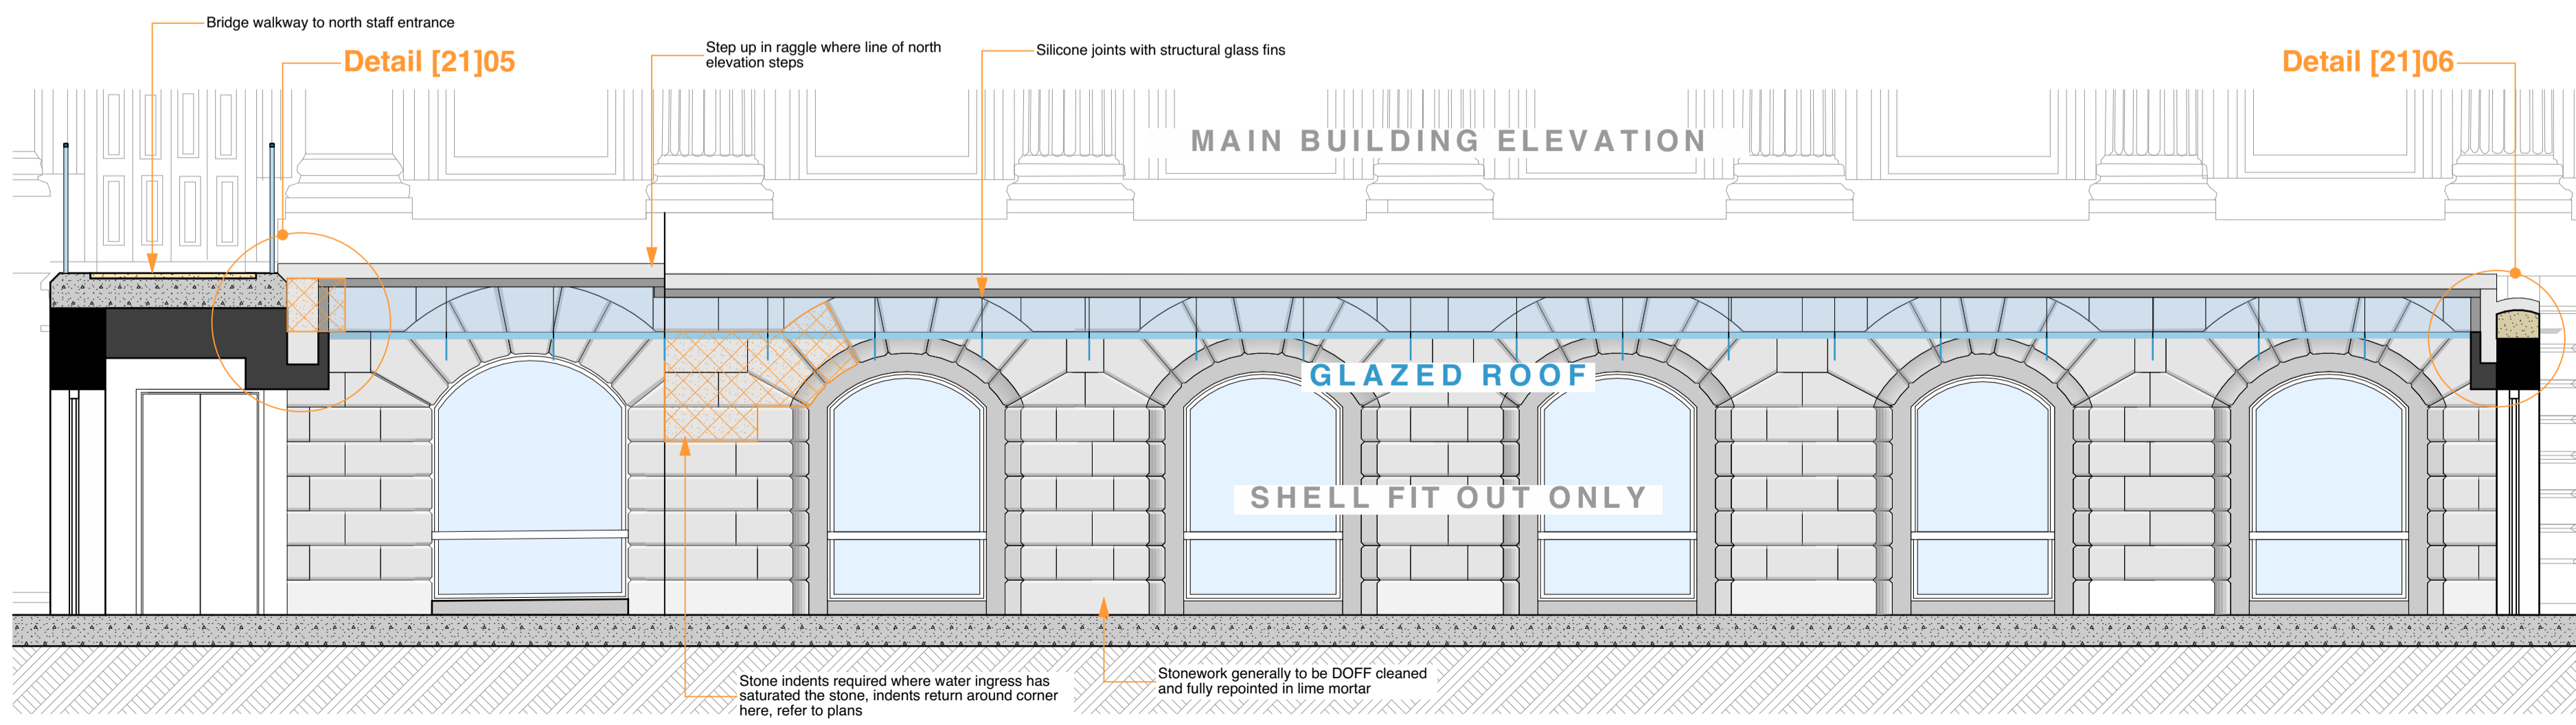 Bridge walkway to north staff entrance
Detail [21]05
Step up in raggle where line of north
elevation steps
Silicone joints with structural glass fins
Detail [21]06
MAIN BUILDING ELEVATION
GLAZED ROOF
SHELL FIT OUT ONLY
Stone indents required where water ingress has
saturated the stone, indents return around corner
here, refer to plans
Stonework generally to be DOFF cleaned
and fully repointed in lime mortar